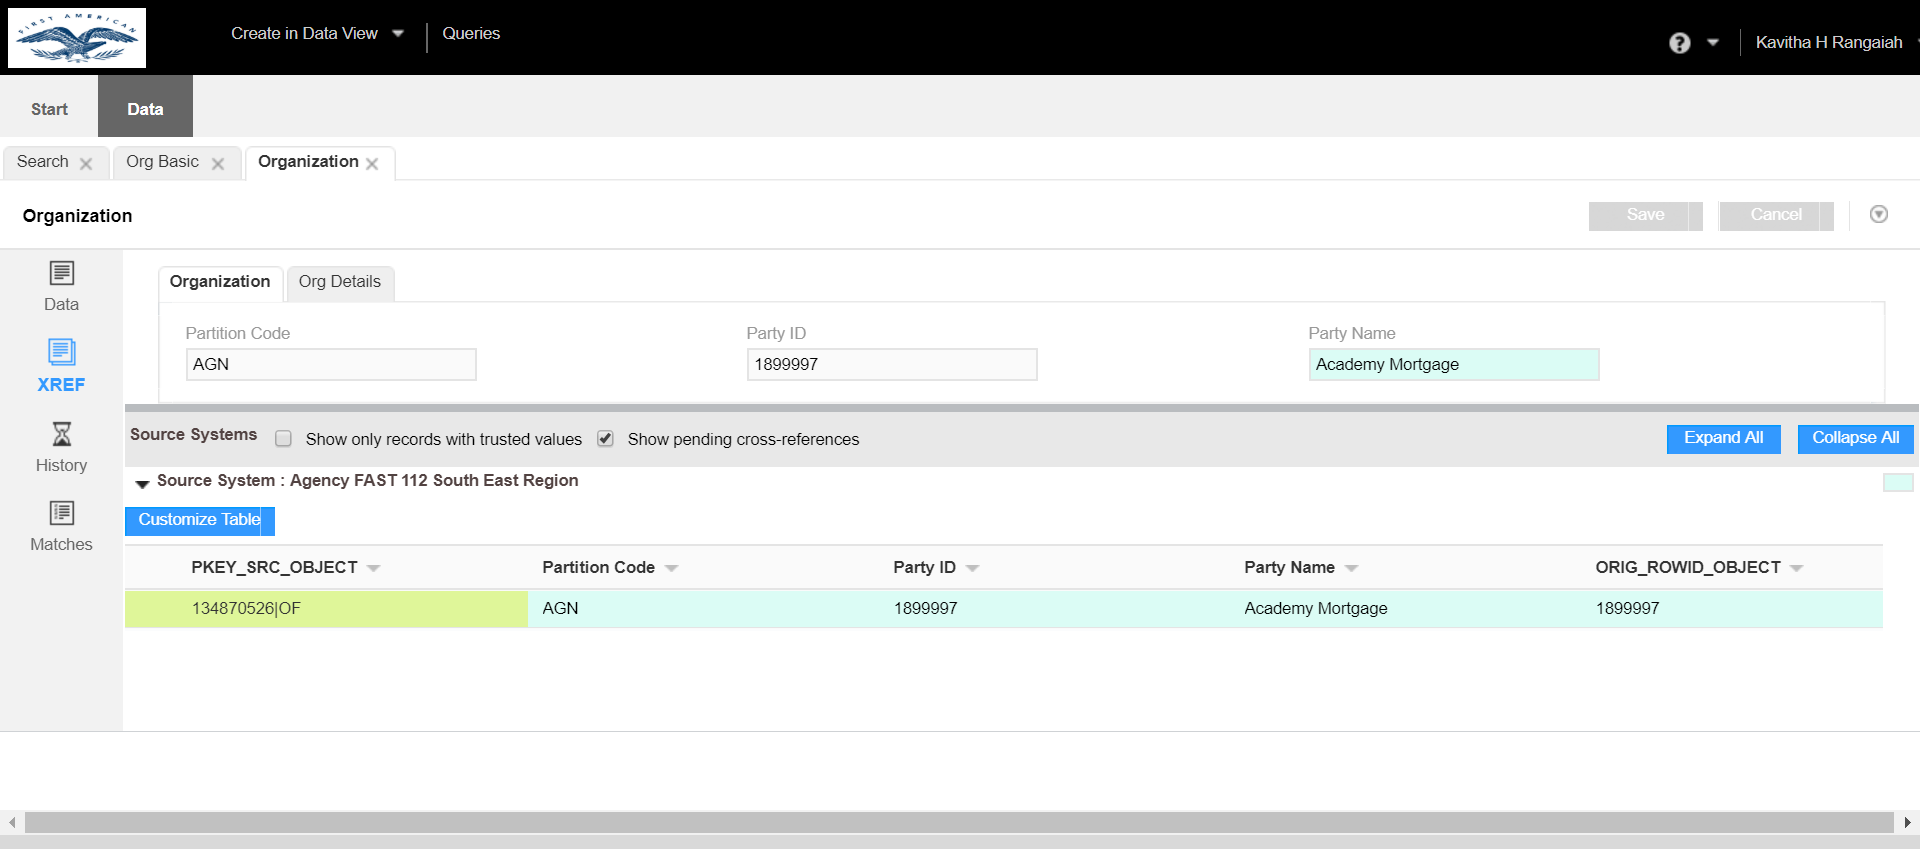 FIRST AMERICAN
Create in Data View
Queries
?
Kavitha H Rangaiah
Start
Data
Search
Org Basic
Organization
Organization
Save
Cancel
Data
XREF
History
Matches
Organization
Org Details
Partition Code
Party ID
Party Name
AGN
1899997
Academy Mortgage
Source Systems
Show only records with trusted values
Show pending cross-references
Expand All
Collapse All
Source System : Agency FAST 112 South East Region
Customize Table
PKEY_SRC_OBJECT
Partition Code
Party ID
Party Name
ORIG_ROWID_OBJECT
134870526|OF
AGN
1899997
Academy Mortgage
1899997